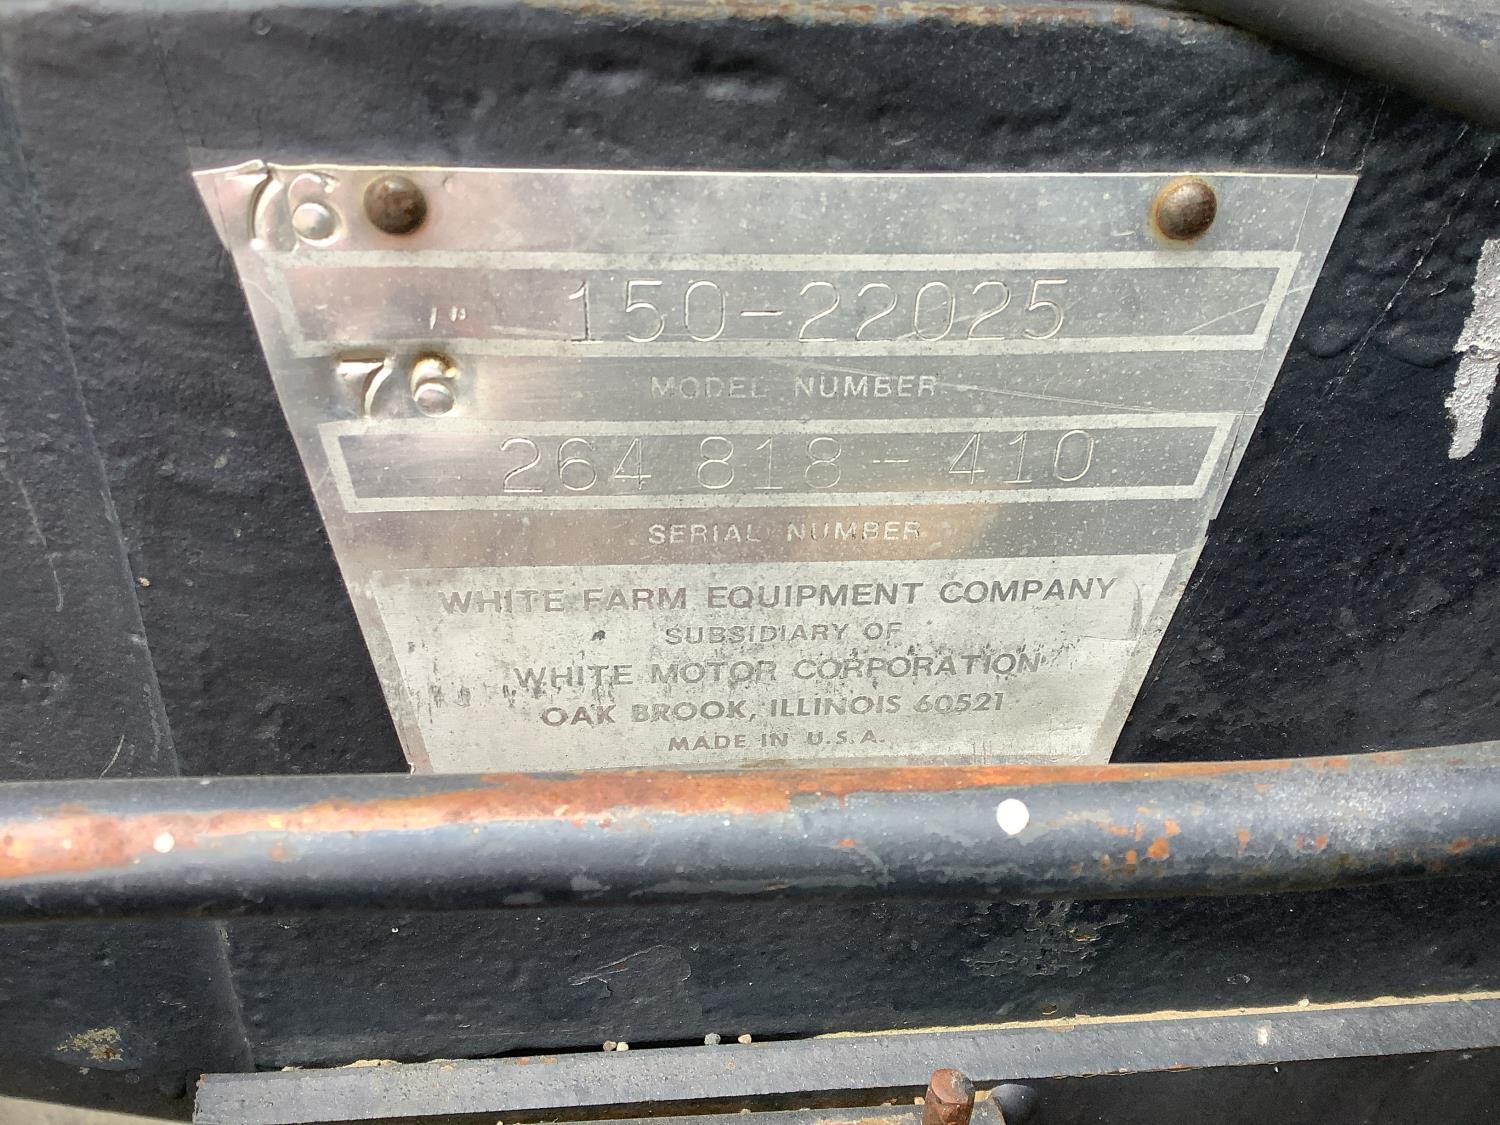 76
150-22025
76
MODEL NUMBER
264 818 - 410
SERIAL NUMBER
WHITE FARM EQUIPMENT COMPANY
SUBSIDIARY OF
WHITE MOTOR CORPORATION
OAK BROOK, ILLINOIS 60521
MADE IN U.S.A.